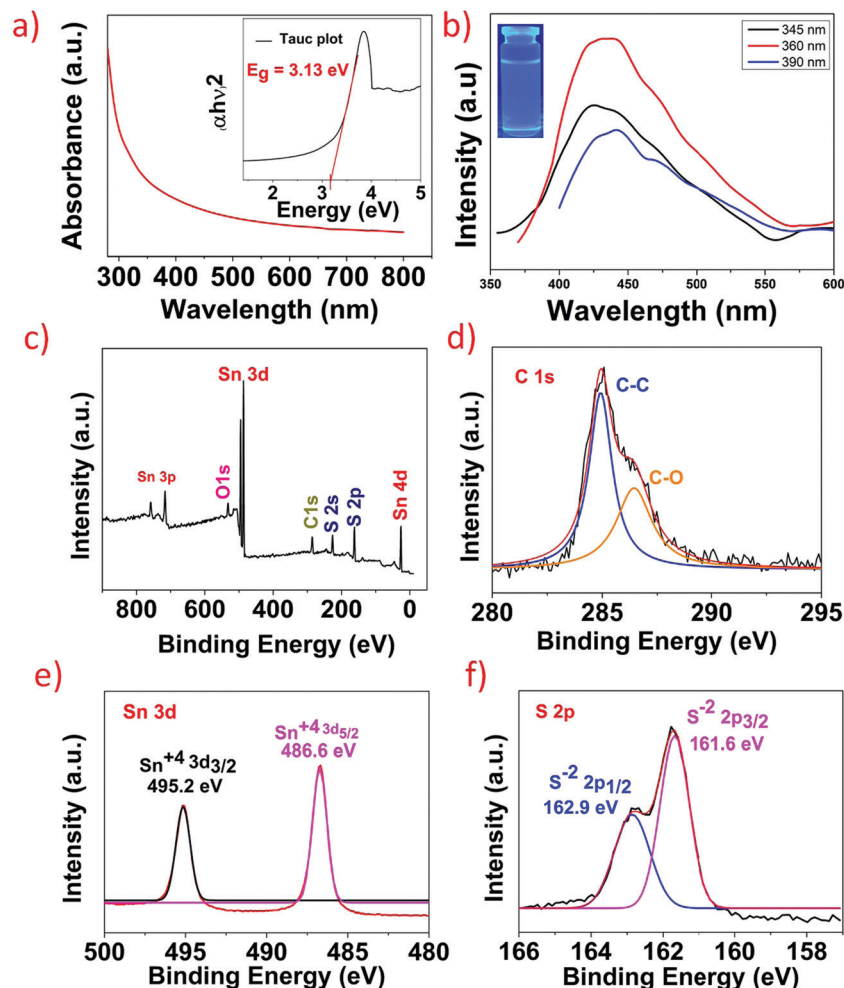 a)
Absorbance (a.u.)
Tauc plot
Eg = 3.13 eV
(αhν)2
2 3 4 5
Energy (eV)
300 400 500 600 700 800
Wavelength (nm)
b)
345 nm
360 nm
390 nm
Intensity (a.u)
350 400 450 500 550 600
Wavelength (nm)
c)
Sn 3d
Sn 3p
O1s
C1s
S 2s
S 2p
Sn 4d
Intensity (a.u.)
800 600 400 200 0
Binding Energy (eV)
d)
C 1s
C-C
C-O
Intensity (a.u.)
280 285 290 295
Binding Energy (eV)
e)
Sn 3d
Sn+4 3d5/2
486.6 eV
Sn+4 3d3/2
495.2 eV
Intensity (a.u.)
500 495 490 485 480
Binding Energy (eV)
f)
S 2p
S-2 2p3/2
161.6 eV
S-2 2p1/2
162.9 eV
Intensity (a.u.)
166 164 162 160 158
Binding Energy (eV)